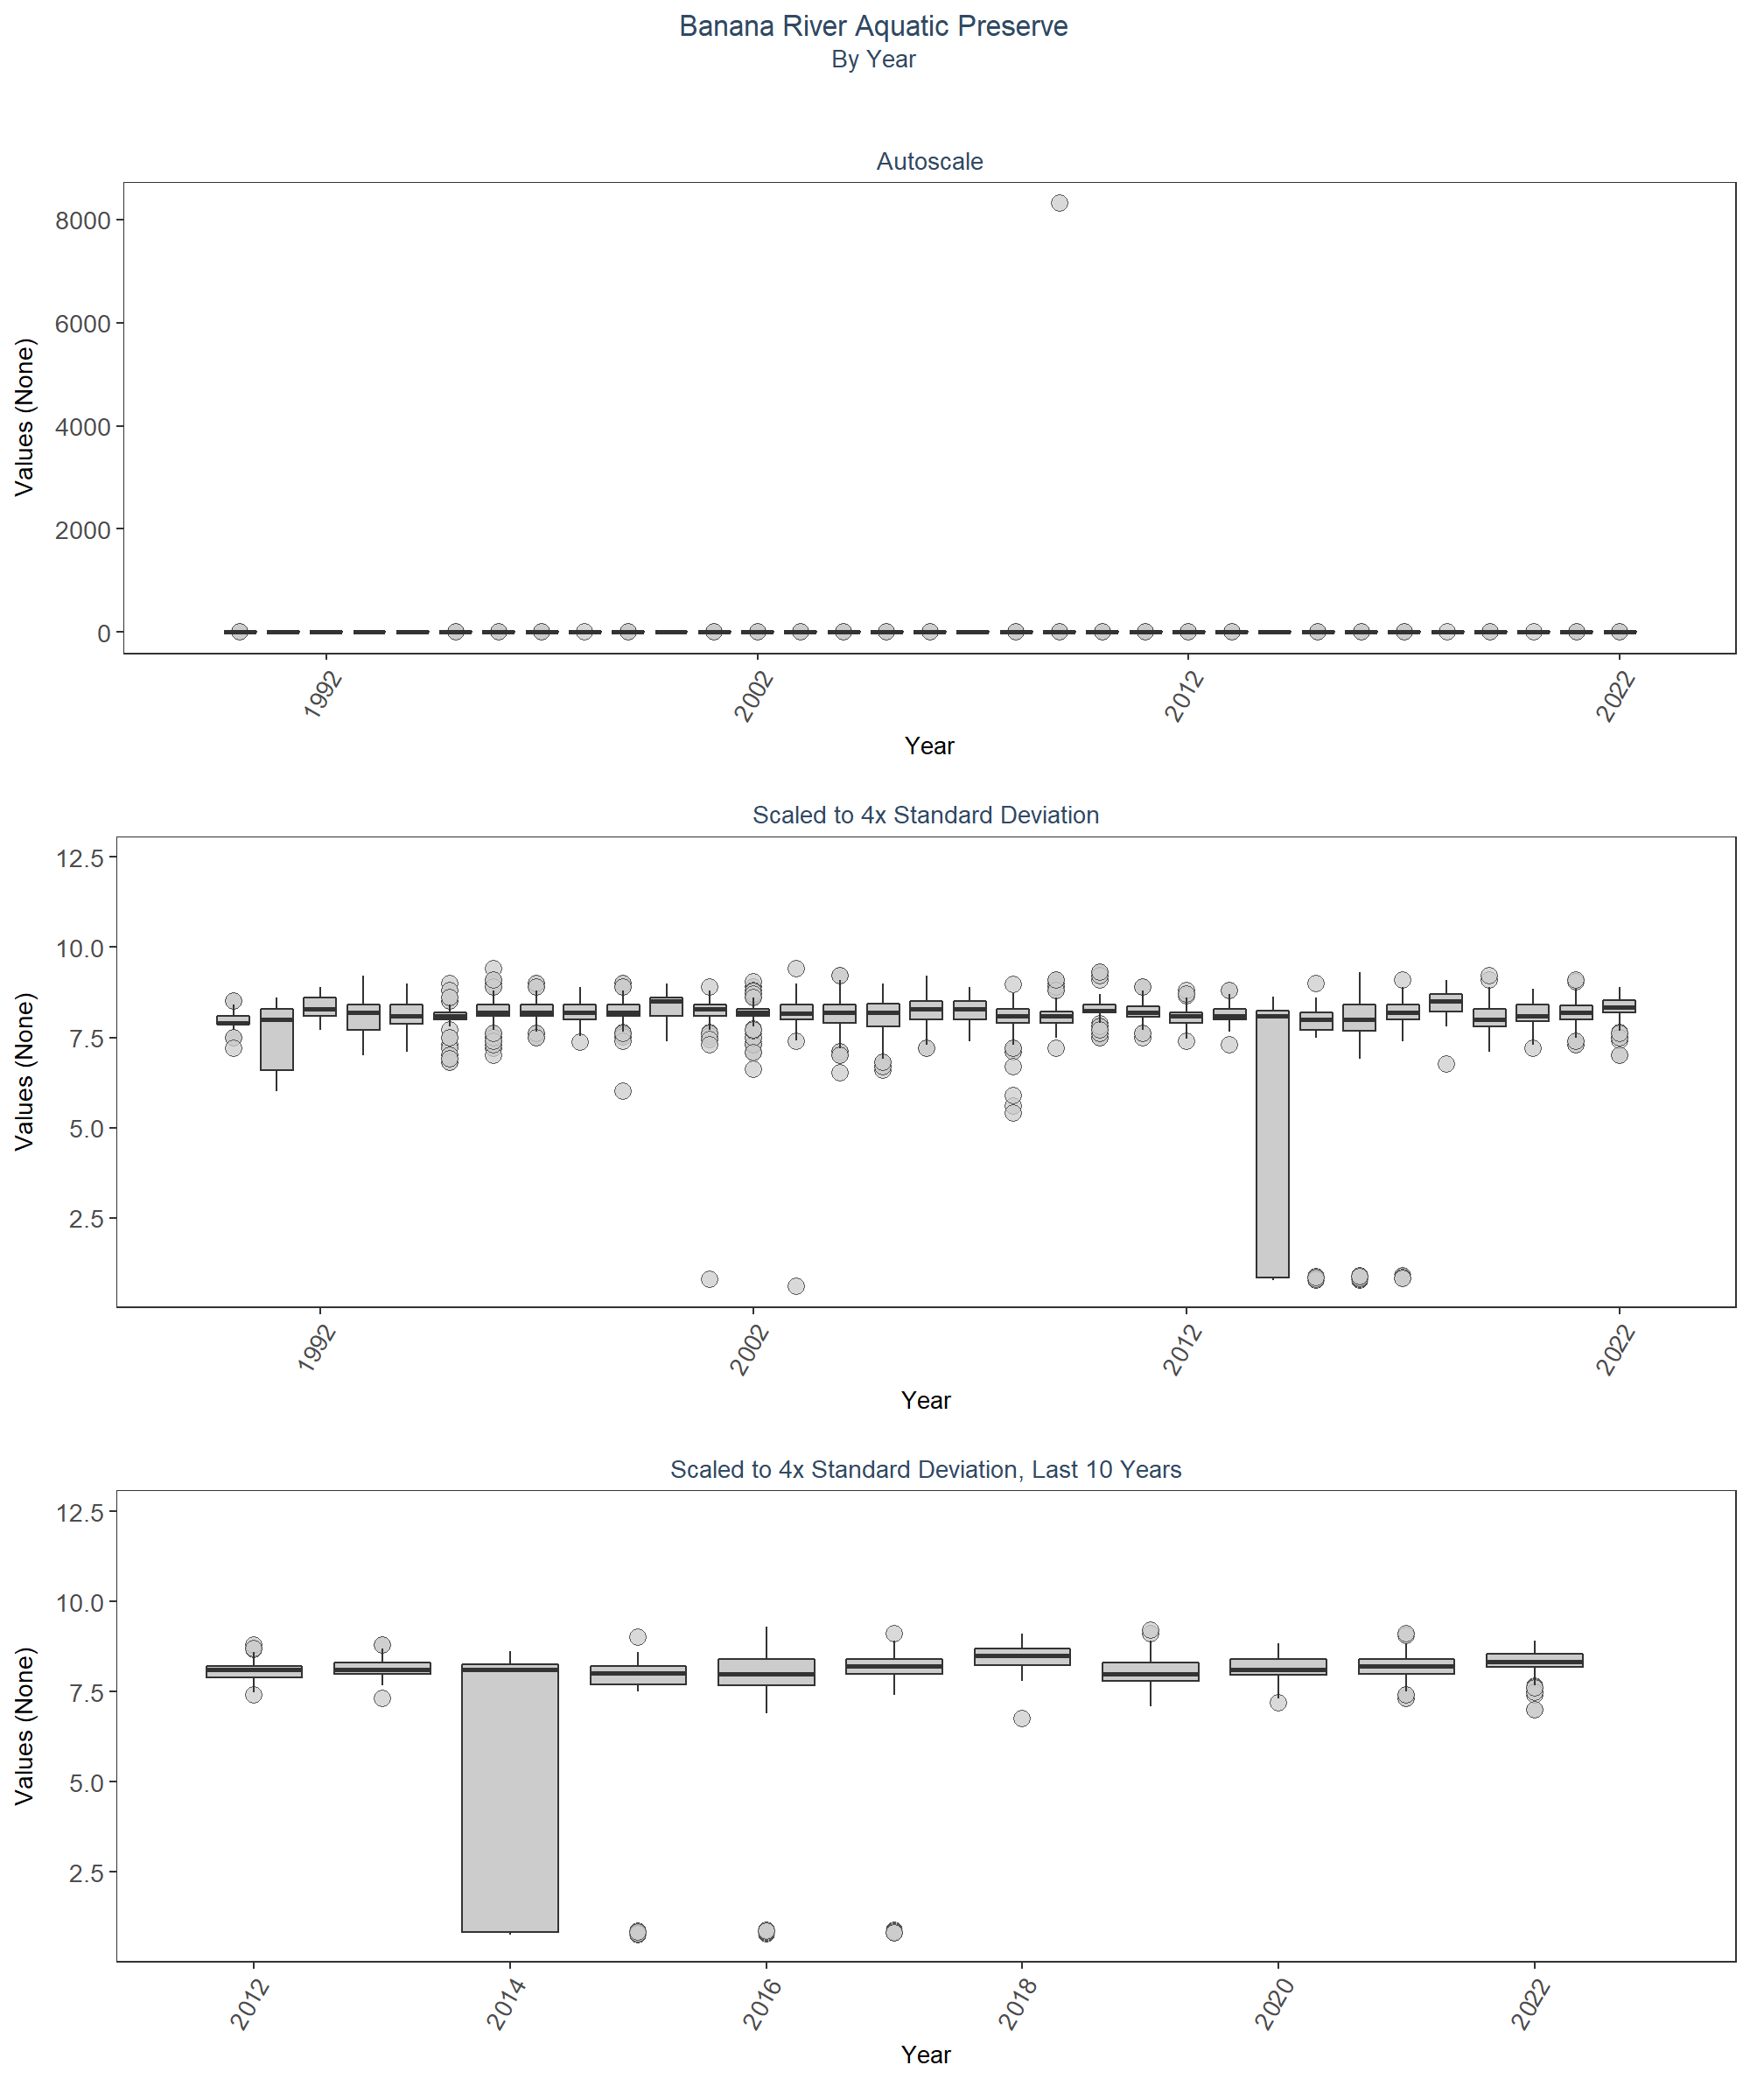 Banana River Aquatic Preserve
By Year
Autoscale
Values (None)
8000
6000
4000
2000
0
1992
2002
2012
2022
Year
Scaled to 4x Standard Deviation
Values (None)
12.5
10.0
7.5
5.0
2.5
1992
2002
2012
2022
Year
Scaled to 4x Standard Deviation, Last 10 Years
Values (None)
12.5
10.0
7.5
5.0
2.5
2012
2014
2016
2018
2020
2022
Year